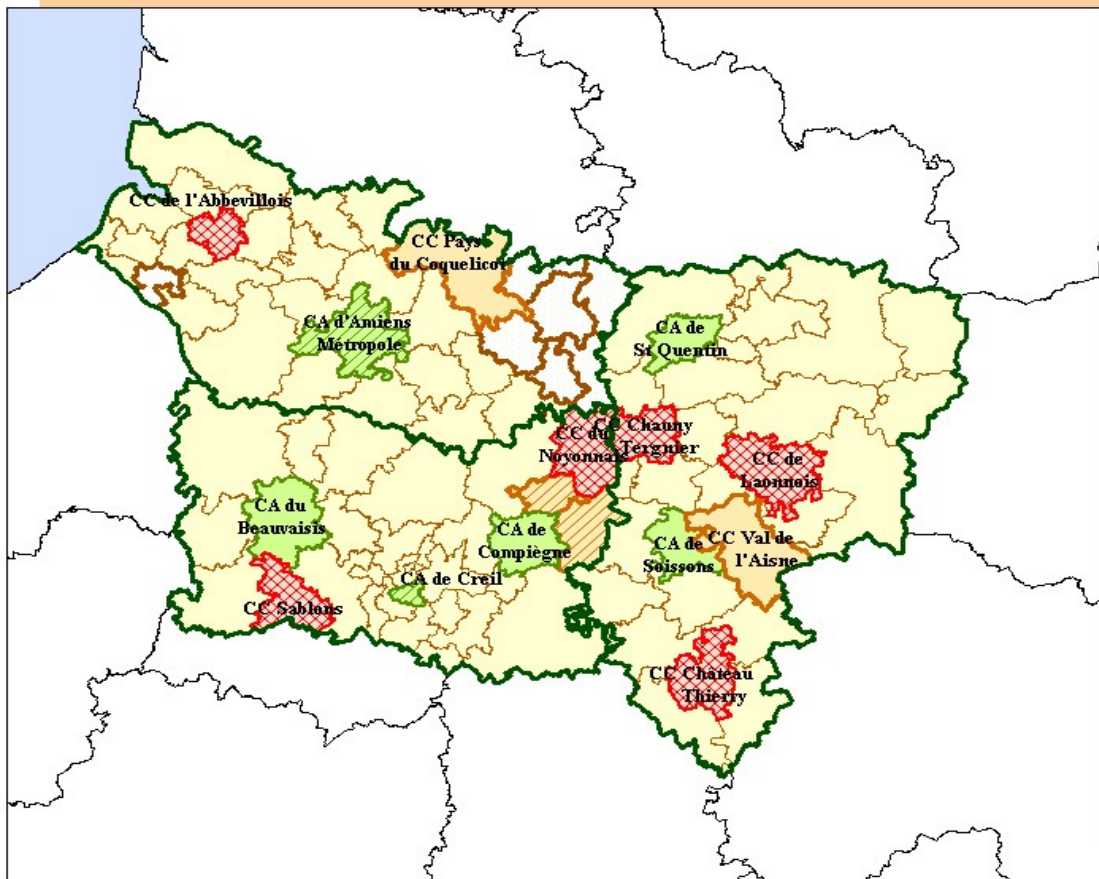 CC de l'Abbevillois
CC Pays
du Coquelicot
CA d'Amiens
Métropole
CA de
St Quentin
CC Chauny
Tergnier
CC du
Noyonnais
CC de
Laonnois
CA du
Beauvaisis
CA de
Compiègne
CA de
Soissons
CC Val de
l'Aisne
CA de Creil
CC Sablons
CC Château
Thierry